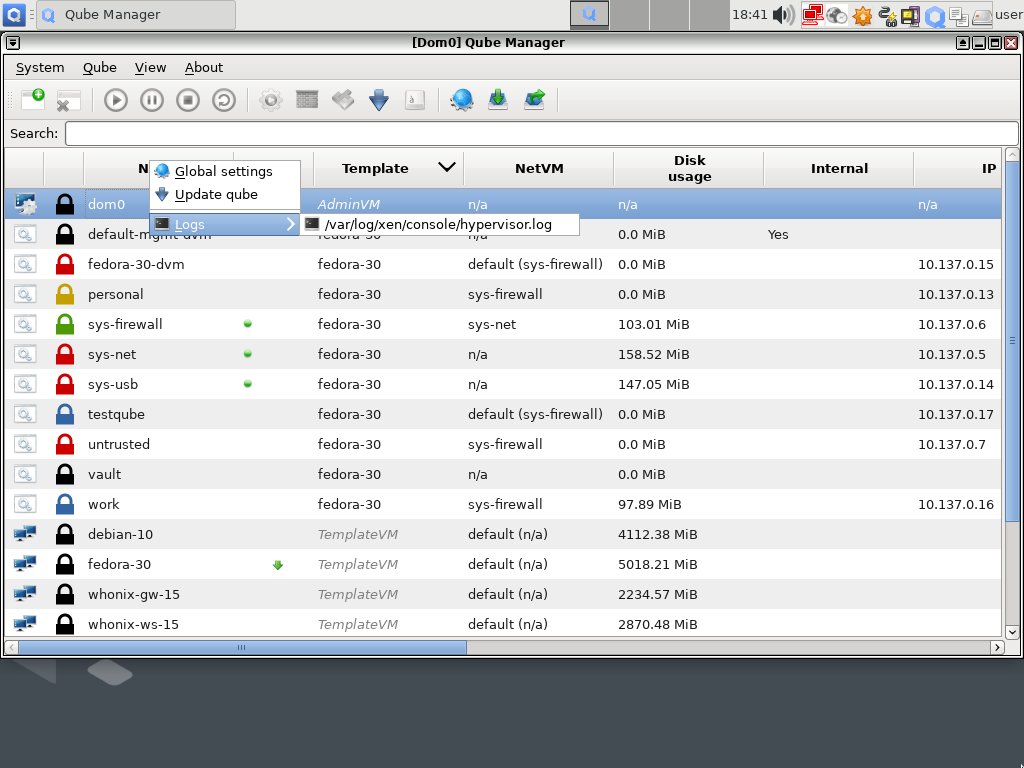 Qube Manager
18:41
user
[Dom0] Qube Manager
System Qube View About
Search:
N Template NetVM Disk usage Internal IP
Global settings
Update qube
Logs
/var/log/xen/console/hypervisor.log
dom0 AdminVM n/a n/a n/a
default-mgmt-dvm n/a 0.0 MiB Yes
fedora-30-dvm fedora-30 default (sys-firewall) 0.0 MiB 10.137.0.15
personal fedora-30 sys-firewall 0.0 MiB 10.137.0.13
sys-firewall fedora-30 sys-net 103.01 MiB 10.137.0.6
sys-net fedora-30 n/a 158.52 MiB 10.137.0.5
sys-usb fedora-30 n/a 147.05 MiB 10.137.0.14
testqube fedora-30 default (sys-firewall) 0.0 MiB 10.137.0.17
untrusted fedora-30 sys-firewall 0.0 MiB 10.137.0.7
vault fedora-30 n/a 0.0 MiB
work fedora-30 sys-firewall 97.89 MiB 10.137.0.16
debian-10 TemplateVM default (n/a) 4112.38 MiB
fedora-30 TemplateVM default (n/a) 5018.21 MiB
whonix-gw-15 TemplateVM default (n/a) 2234.57 MiB
whonix-ws-15 TemplateVM default (n/a) 2870.48 MiB